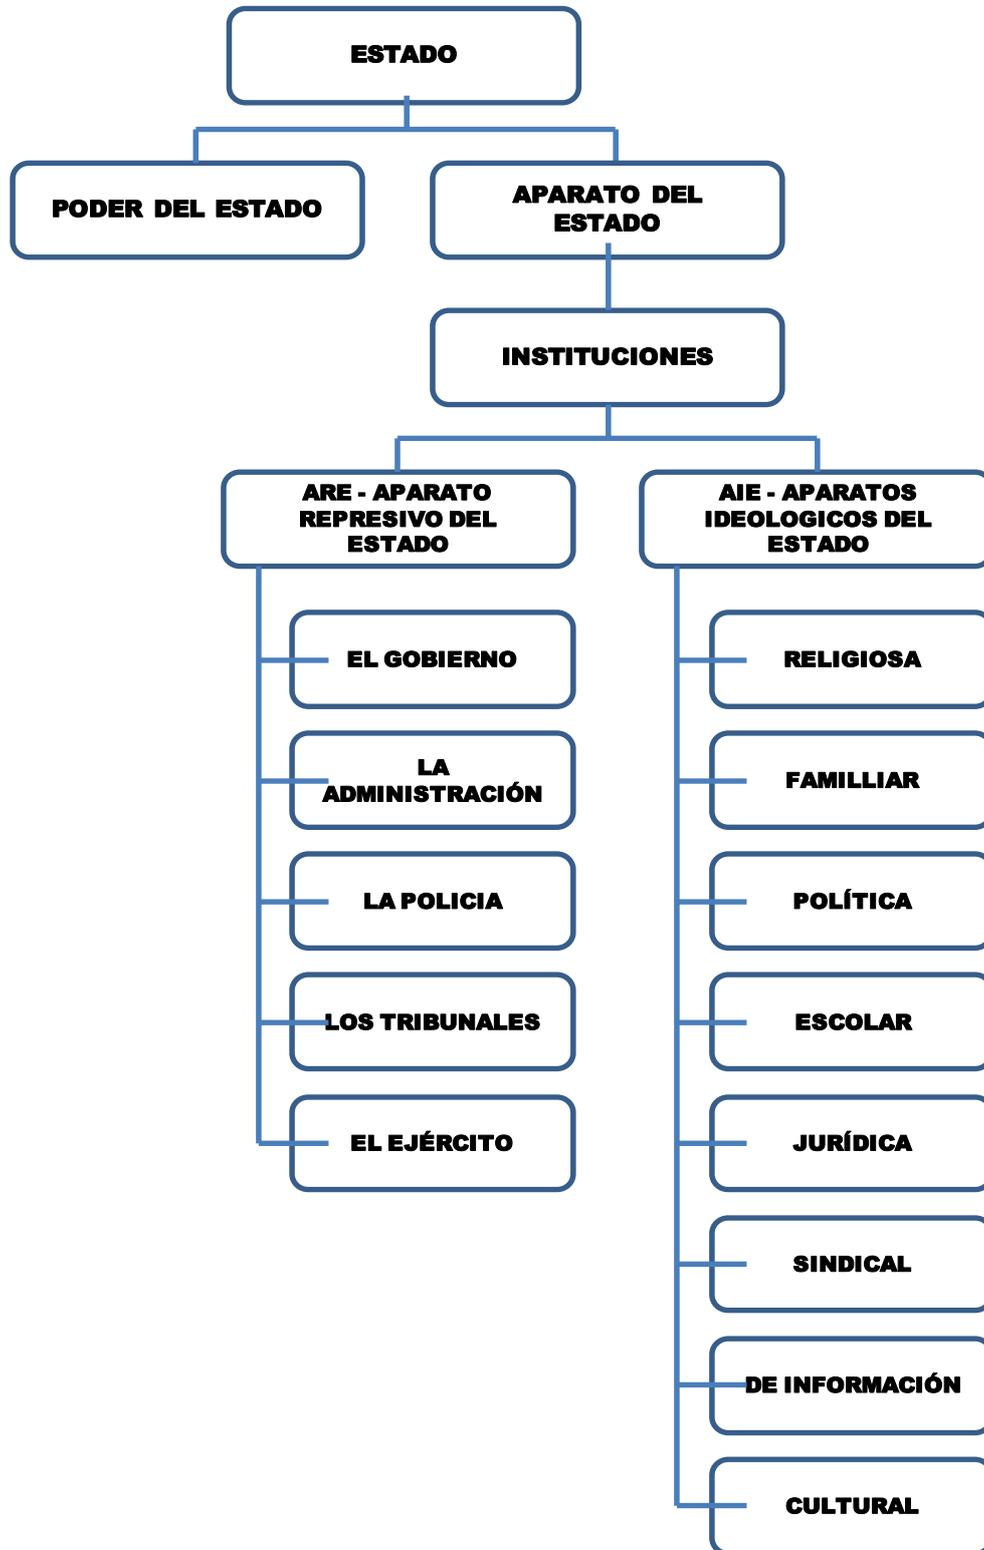 ESTADO
PODER DEL ESTADO
APARATO DEL
ESTADO
INSTITUCIONES
ARE - APARATO
REPRESIVO DEL
ESTADO
EL GOBIERNO
LA
ADMINISTRACIÓN
LA POLICIA
LOS TRIBUNALES
EL EJÉRCITO
AIE - APARATOS
IDEOLOGICOS DEL
ESTADO
RELIGIOSA
FAMILLIAR
POLÍTICA
ESCOLAR
JURÍDICA
SINDICAL
DE INFORMACIÓN
CULTURAL